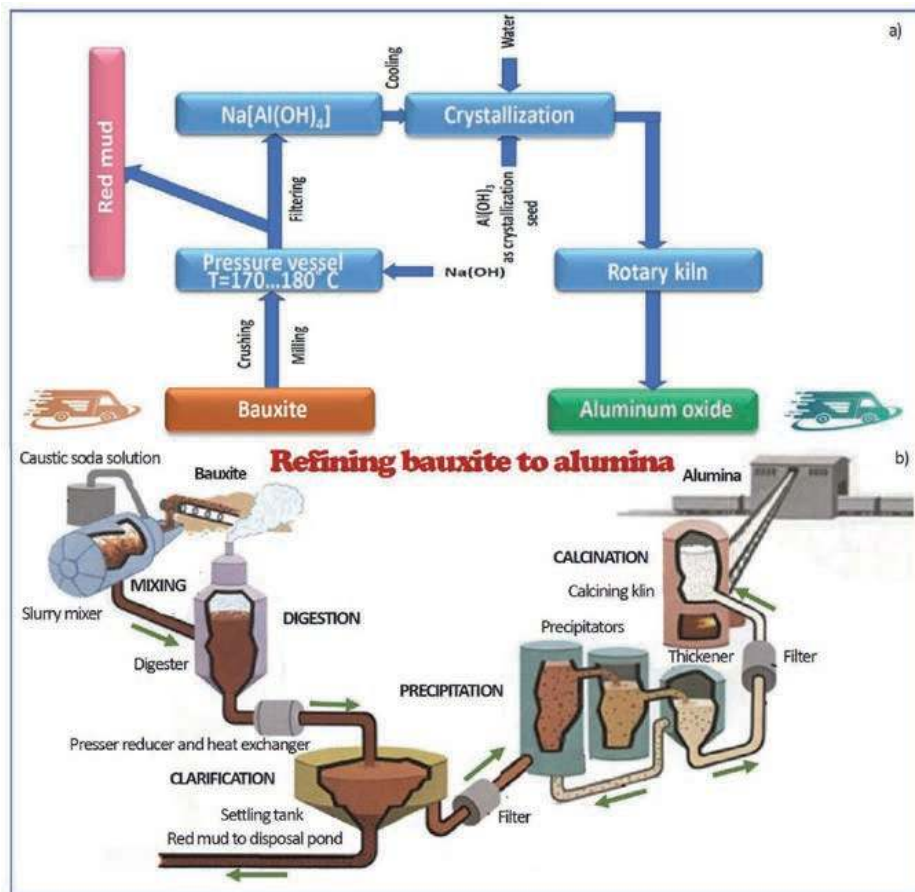 a)
Water
Cooling
Na[Al(OH)4]
Crystallization
Red mud
Filtering
Al(OH)3
as crystallization
seed
Pressure vessel
T=170...180° C
Na(OH)
Rotary kiln
Crushing
Milling
Bauxite
Aluminum oxide
Refining bauxite to alumina
b)
Caustic soda solution
Bauxite
Alumina
MIXING
Slurry mixer
DIGESTION
Digester
CALCINATION
Calcining klin
Precipitators
Thickener
Filter
PRECIPITATION
Presser reducer and heat exchanger
CLARIFICATION
Settling tank
Filter
Red mud to disposal pond